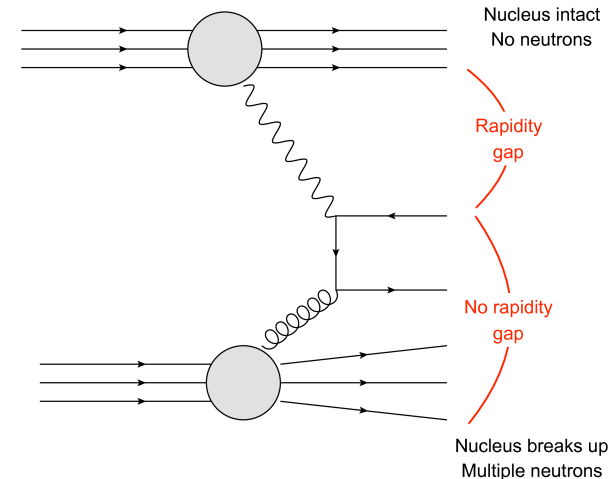 Nucleus intact
No neutrons
Rapidity
gap
No rapidity
gap
Nucleus breaks up
Multiple neutrons